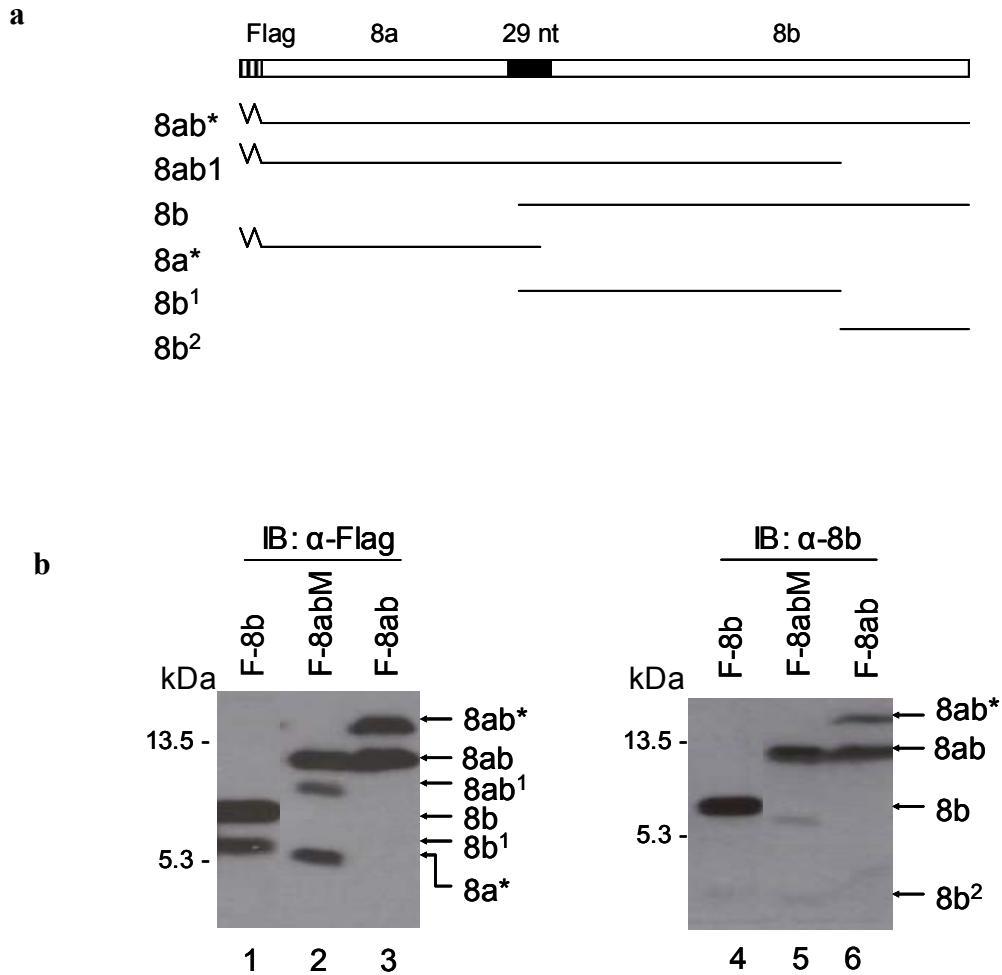 a
Flag 8a 29 nt 8b
8ab*
8ab1
8b
8a*
8b¹
8b²
b
IB: α-Flag
F-8b F-8abM F-8ab
kDa
13.5 -
5.3 -
8ab*
8ab
8ab¹
8b
8b¹
8a*
1 2 3
IB: α-8b
F-8b F-8abM F-8ab
kDa
13.5 -
5.3 -
8ab*
8ab
8b
8b²
4 5 6